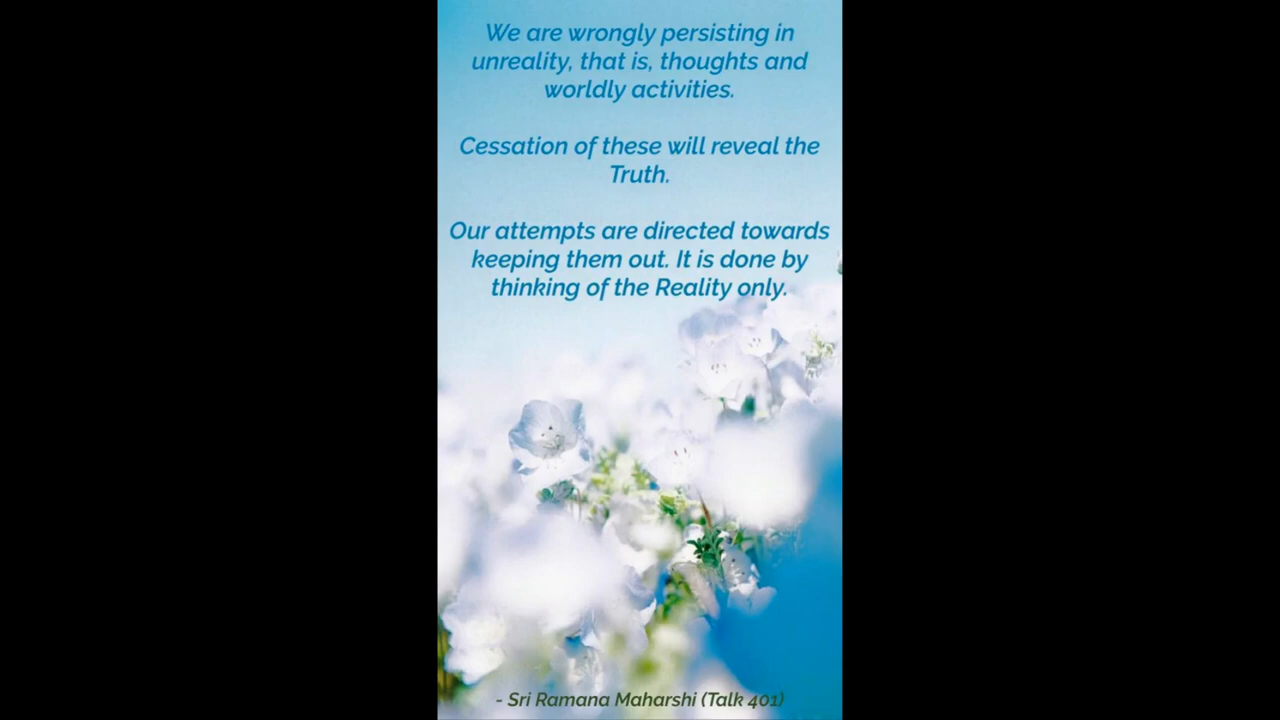 We are wrongly persisting in
unreality, that is, thoughts and
worldly activities.
Cessation of these will reveal the
Truth.
Our attempts are directed towards
keeping them out. It is done by
thinking of the Reality only.
- Sri Ramana Maharshi (Talk 401)